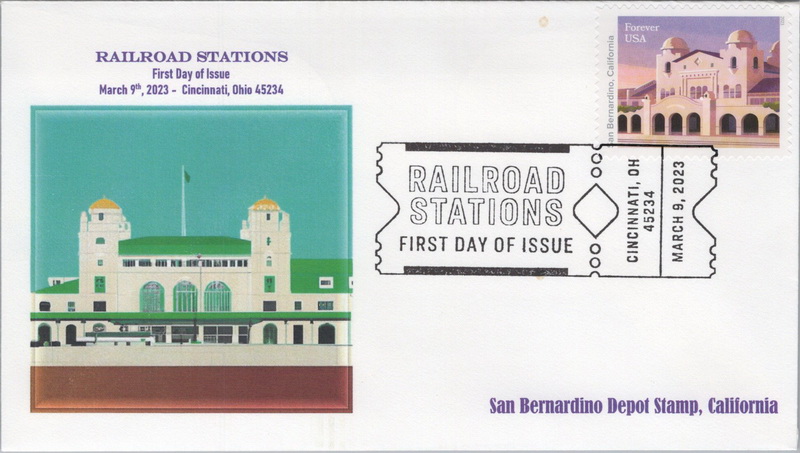 RAILROAD STATIONS
First Day of Issue
March 9th, 2023 - Cincinnati, Ohio 45234
Forever
USA
an Bernardino, California
RAILROAD
STATIONS
FIRST DAY OF ISSUE
CINCINNATI, OH
45234
MARCH 9, 2023
San Bernardino Depot Stamp, California